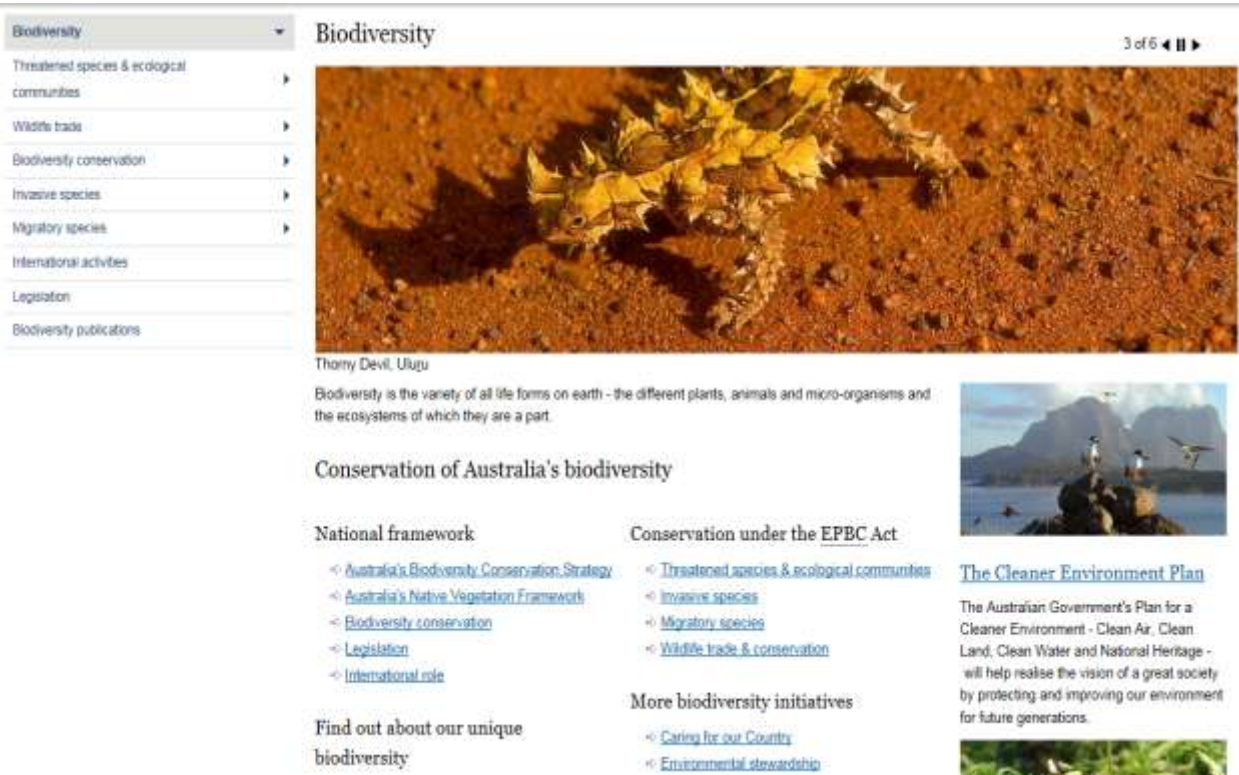 Biodiversity
Threatened species & ecological
communities
Wildlife trade
Biodiversity conservation
Invasive species
Migratory species
International activities
Legislation
Biodiversity publications
Biodiversity
3 of 6
Thorny Devil, Uluru
Biodiversity is the variety of all life forms on earth - the different plants, animals and micro-organisms and
the ecosystems of which they are a part.
Conservation of Australia's biodiversity
National framework
Australia's Biodiversity Conservation Strategy
Australia's Native Vegetation Framework
Biodiversity conservation
Legislation
International role
Find out about our unique
biodiversity
Conservation under the EPBC Act
Threatened species & ecological communities
Invasive species
Migratory species
Wildlife trade & conservation
More biodiversity initiatives
Caring for our Country
Environmental stewardship
The Cleaner Environment Plan
The Australian Government's Plan for a
Cleaner Environment - Clean Air, Clean
Land, Clean Water and National Heritage -
will help realise the vision of a great society
by protecting and improving our environment
for future generations.